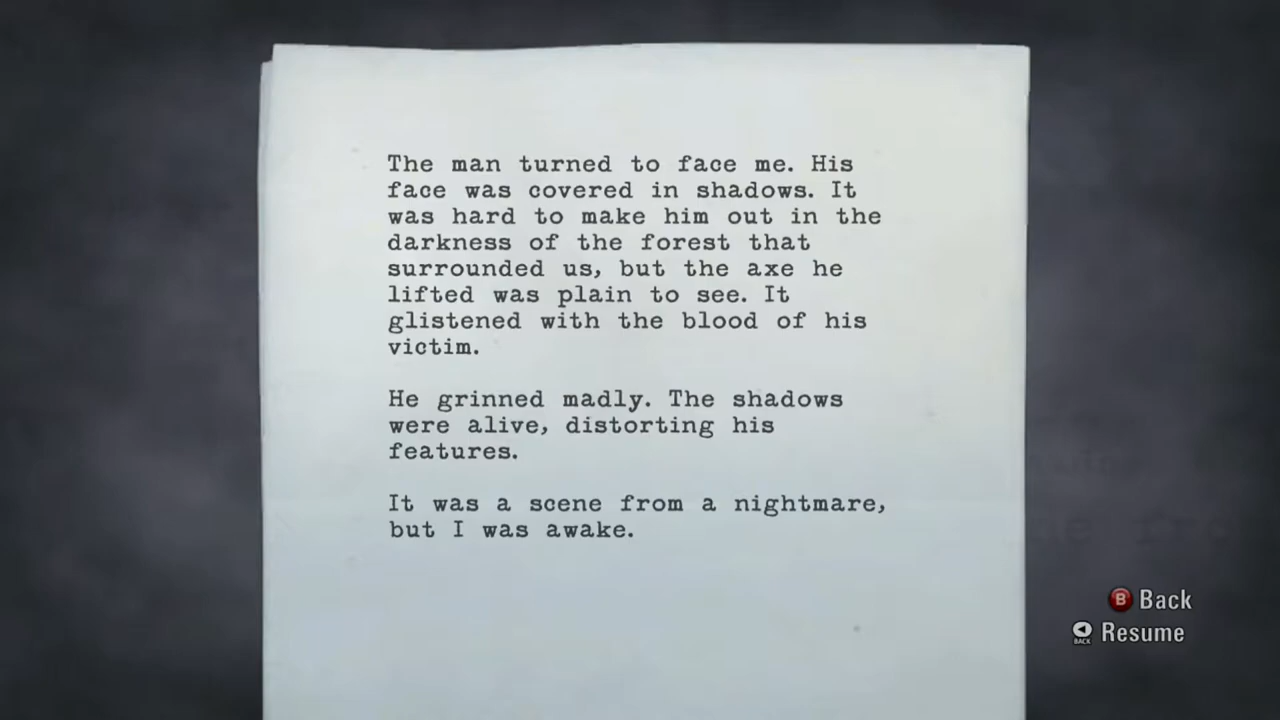 The man turned to face me. His
face was covered in shadows. It
was hard to make him out in the
darkness of the forest that
surrounded us, but the axe he
lifted was plain to see. It
glistened with the blood of his
victim.
He grinned madly. The shadows
were alive, distorting his
features.
It was a scene from a nightmare,
but I was awake.
B Back
BACK Resume